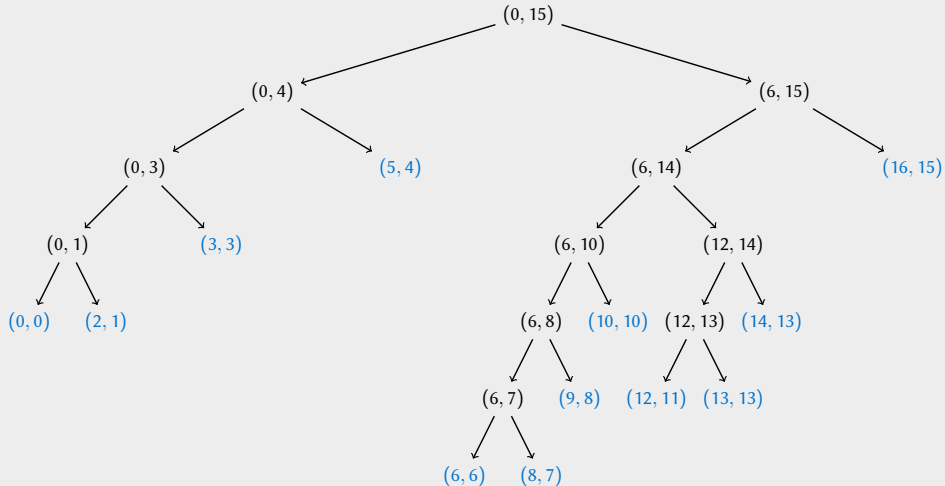 (0, 15)
(0, 4) (6, 15)
(0, 3) (5, 4) (6, 14) (16, 15)
(0, 1) (3, 3) (6, 10) (12, 14)
(0, 0) (2, 1) (6, 8) (10, 10) (12, 13) (14, 13)
(6, 7) (9, 8) (12, 11) (13, 13)
(6, 6) (8, 7)